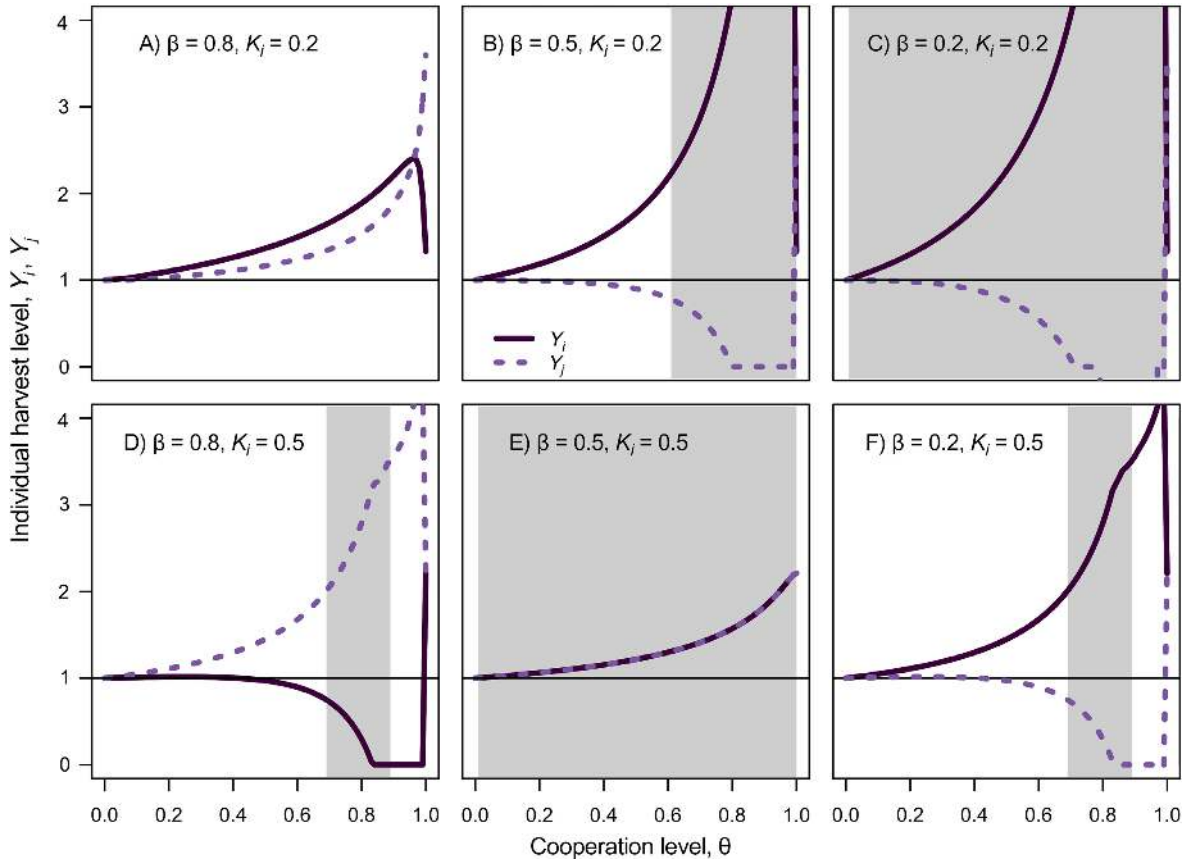 A) β = 0.8, Ki = 0.2
B) β = 0.5, Ki = 0.2
C) β = 0.2, Ki = 0.2
4
3
2
1
0
Yi
Yj
D) β = 0.8, Ki = 0.5
E) β = 0.5, Ki = 0.5
F) β = 0.2, Ki = 0.5
4
3
2
1
0
0.0 0.2 0.4 0.6 0.8 1.0
0.0 0.2 0.4 0.6 0.8 1.0
0.0 0.2 0.4 0.6 0.8 1.0
Individual harvest level, Yi, Yj
Cooperation level, θ